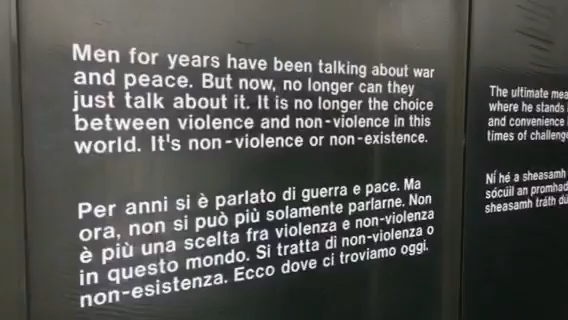 Men for years have been talking about war
and peace. But now, no longer can they
just talk about it. It is no longer the choice
between violence and non-violence in this
world. It's non-violence or non-existence.
Per anni si è parlato di guerra e pace. Ma
ora, non si può più solamente parlarne. Non
è più una scelta fra violenza e non-violenza
in questo mondo. Si tratta di non-violenza o
non-esistenza. Ecco dove ci troviamo oggi.
The ultimate
where he stands
and convenience
times of
Ní hé a sheasamh
sócúil an
sheasamh tráth